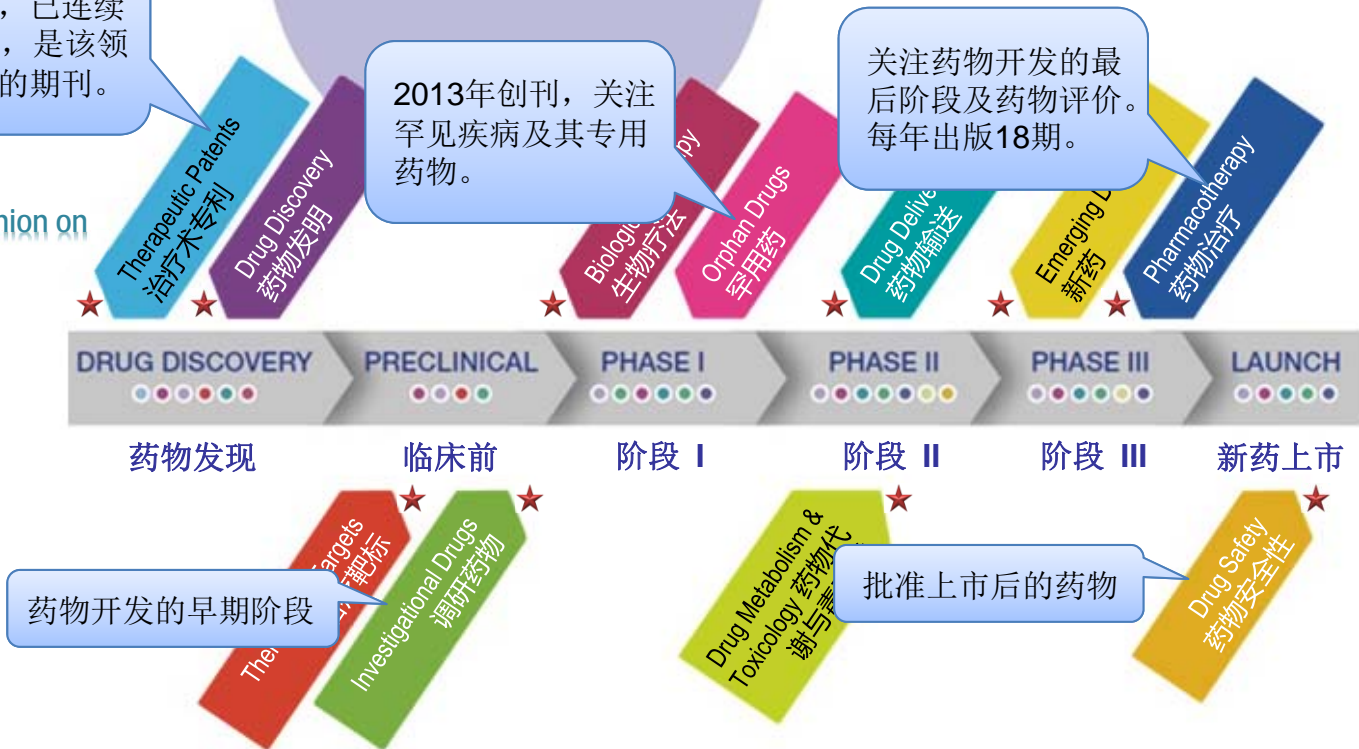 ，已连续
，是该领
的期刊。
2013年创刊，关注
罕见疾病及其专用
药物。
关注药物开发的最
后阶段及药物评价。
每年出版18期。
nion on
Therapeutic Patents
治疗术专利
Drug Discovery
药物发明
生物疗法
Orphan Drugs
罕用药
Drug
药物输送
Emerging
新药
Pharmacotherapy
药物治疗
DRUG DISCOVERY
PRECLINICAL
PHASE I
PHASE II
PHASE III
LAUNCH
药物发现
临床前
阶段 I
阶段 II
阶段 III
新药上市
Targets
靶标
Investigational Drugs
调研药物
Drug Metabolism &
Toxicology 药物代
谢与
Drug Safety
药物安全性
药物开发的早期阶段
批准上市后的药物